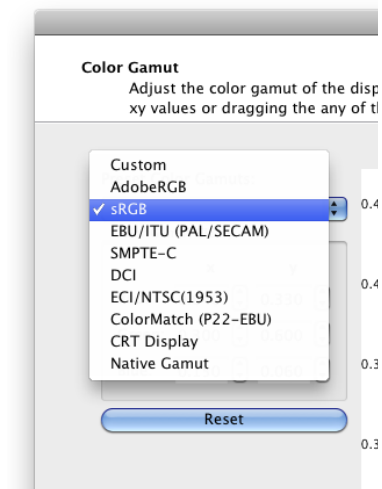 Color Gamut
Adjust the color gamut of the disp
xy values or dragging the any of t
Custom
AdobeRGB
✓ sRGB
EBU/ITU (PAL/SECAM)
SMPTE-C
DCI
ECI/NTSC(1953)
ColorMatch (P22-EBU)
CRT Display
Native Gamut
Reset
0.4
0.4
0.3
0.3